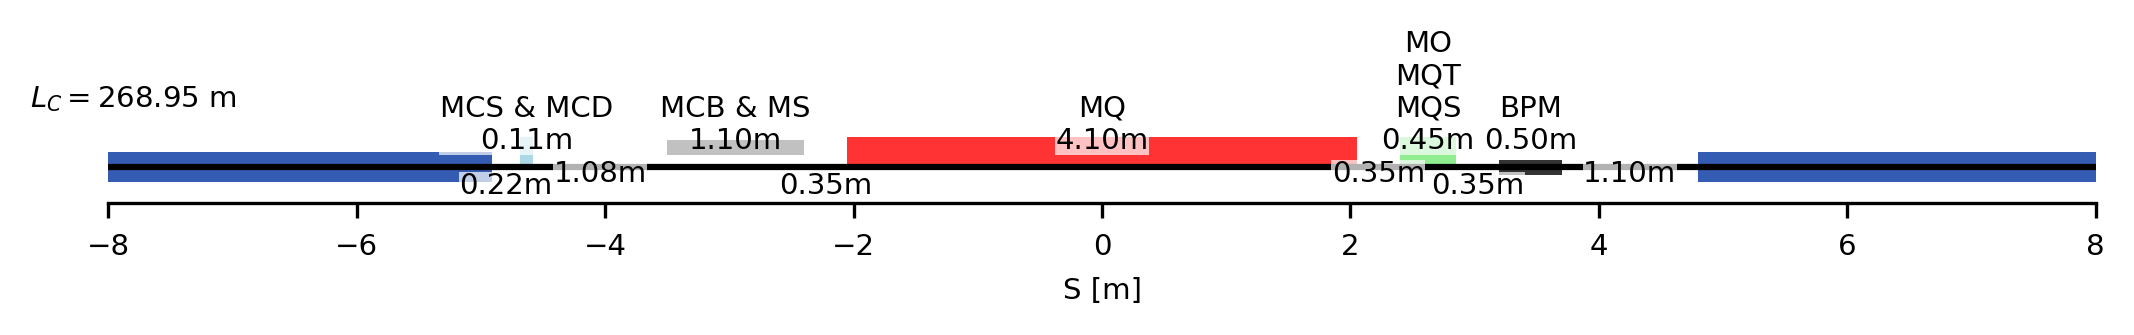 MO
MQT
L_C = 268.95 m
MCS & MCD MCB & MS MQ MQS BPM
0.11m 1.10m 4.10m 0.45m 0.50m
1.08m 0.35m 1.10m
0.22m 0.35m 0.35m
−8 −6 −4 −2 0 2 4 6 8
S [m]